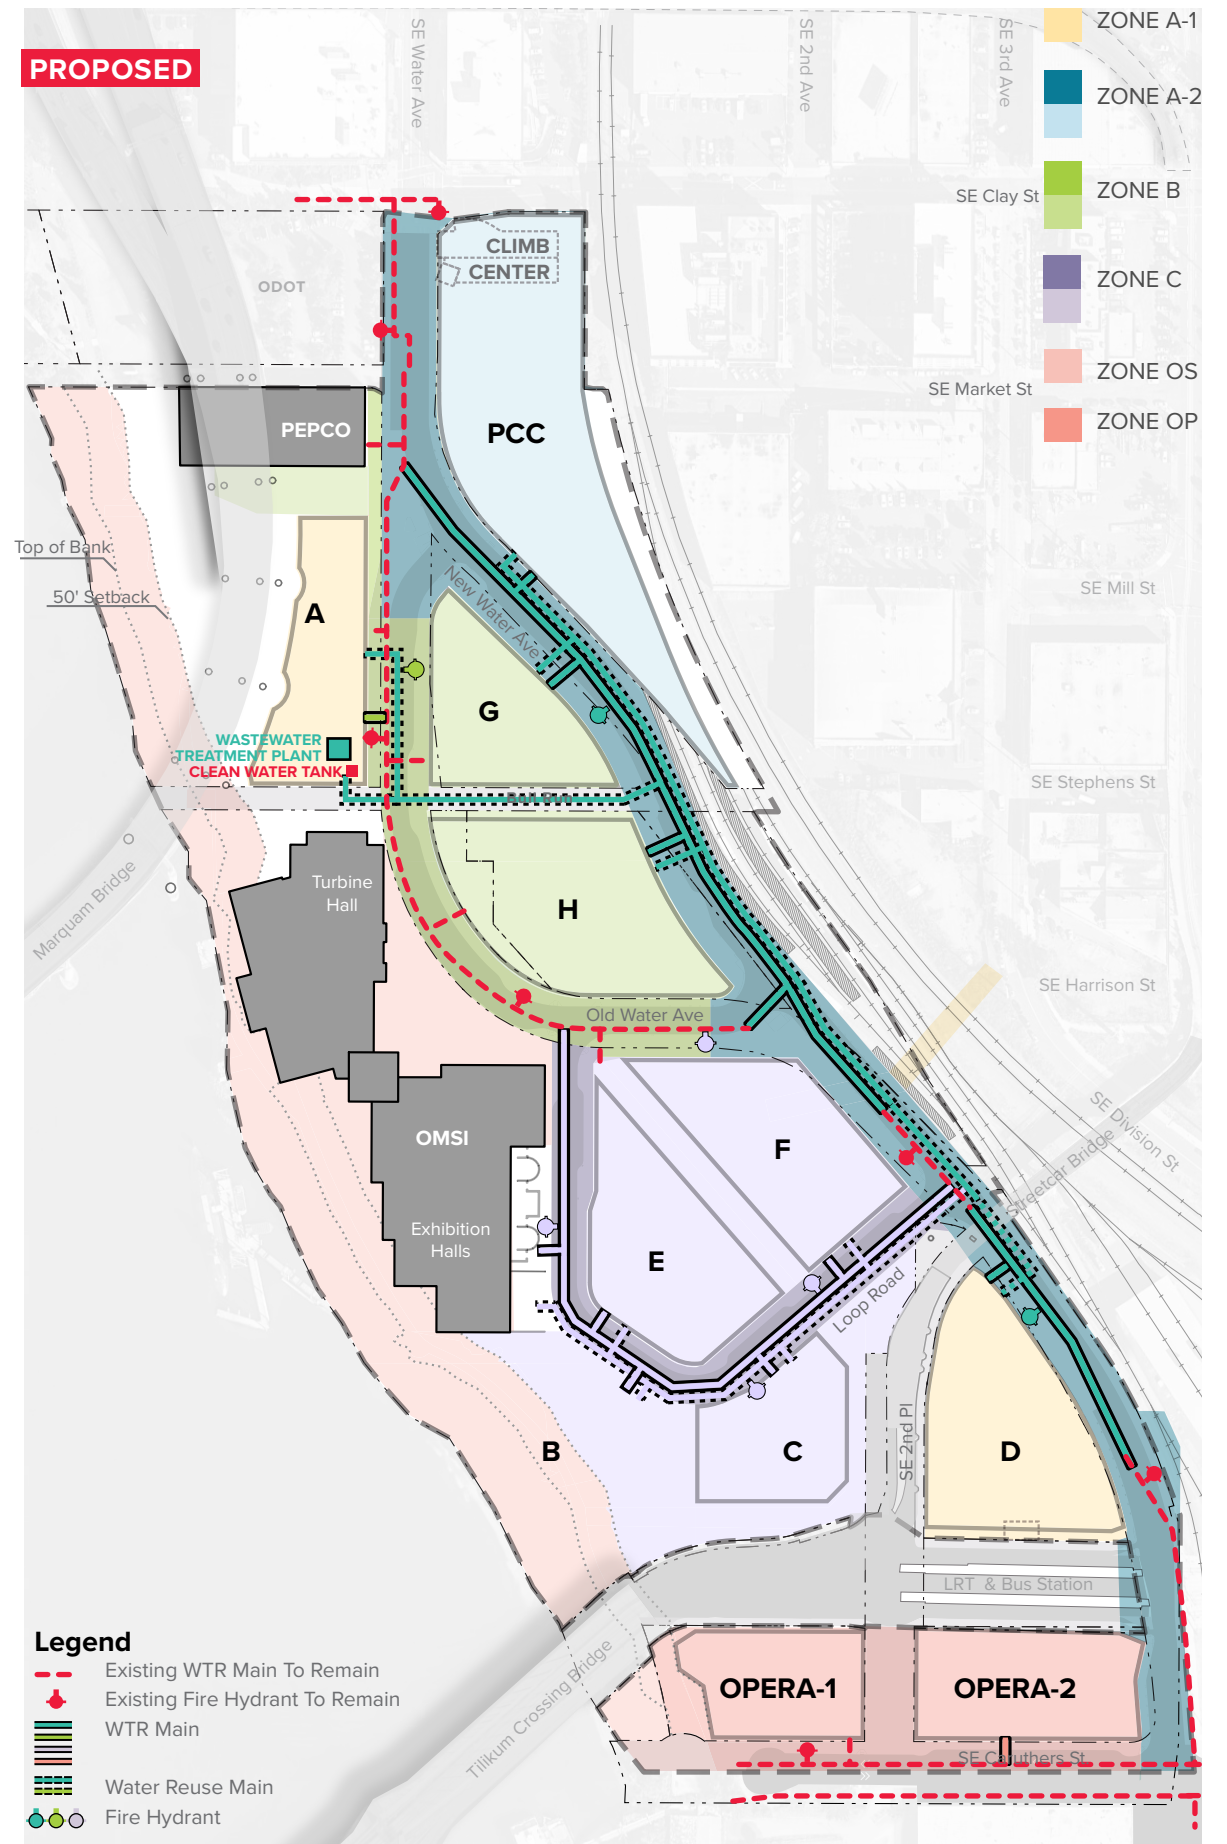 PROPOSED
SE Water Ave
SE 2nd Ave
SE 3rd Ave
ZONE A-1
ZONE A-2
ZONE B
ZONE C
ZONE OS
ZONE OP
SE Clay St
CLIMB
CENTER
ODOT
SE Market St
PEPCO
PCC
Top of Bank
50' Setback
New Water Ave
SE Mill St
A
G
WASTEWATER
TREATMENT PLANT
CLEAN WATER TANK
SE Stephens St
Bull Run
Marquam Bridge
Turbine
Hall
H
SE Harrison St
Old Water Ave
OMSI
F
SE Division St
Streetcar Bridge
Exhibition
Halls
E
Loop Road
B
C
SE 2nd Pl
D
LRT & Bus Station
Tilikum Crossing Bridge
OPERA-1
OPERA-2
SE Caruthers St
Legend
Existing WTR Main To Remain
Existing Fire Hydrant To Remain
WTR Main
Water Reuse Main
Fire Hydrant